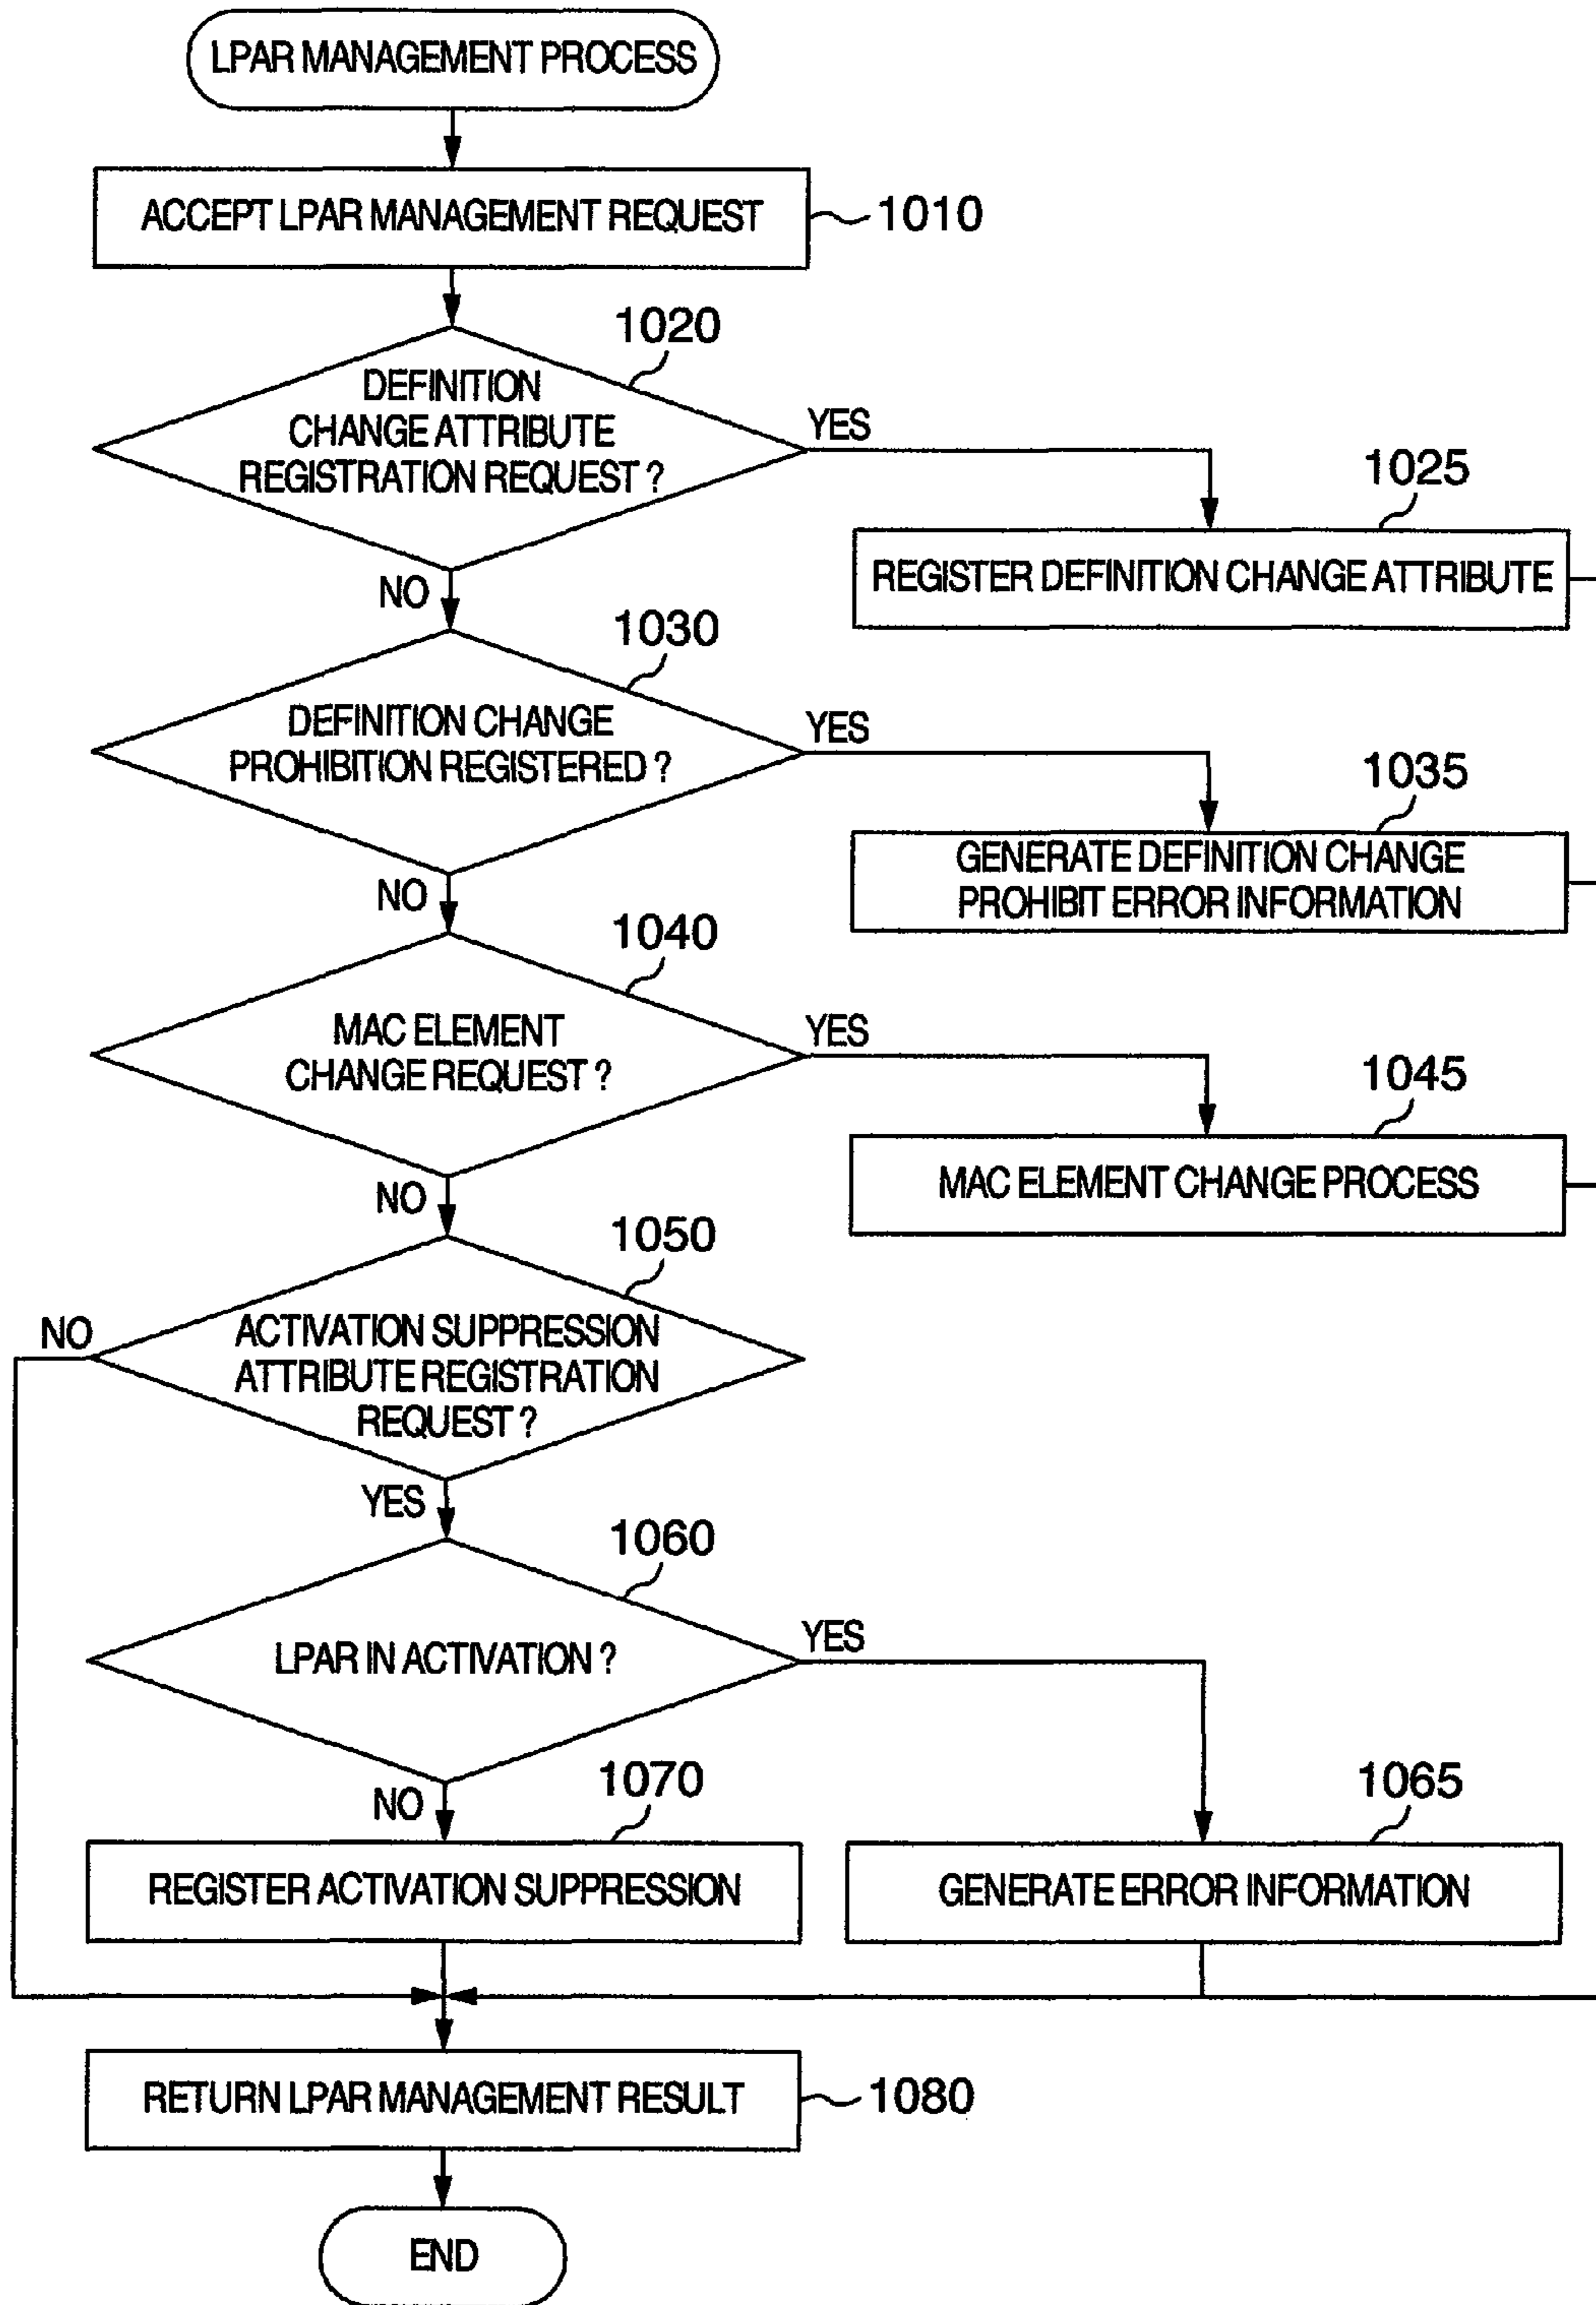 LPAR MANAGEMENT PROCESS
ACCEPT LPAR MANAGEMENT REQUEST
1010
1020
DEFINITION
CHANGE ATTRIBUTE
REGISTRATION REQUEST ?
YES
1025
REGISTER DEFINITION CHANGE ATTRIBUTE
NO
1030
DEFINITION CHANGE
PROHIBITION REGISTERED ?
YES
1035
GENERATE DEFINITION CHANGE
PROHIBIT ERROR INFORMATION
NO
1040
MAC ELEMENT
CHANGE REQUEST ?
YES
1045
MAC ELEMENT CHANGE PROCESS
NO
1050
NO
ACTIVATION SUPPRESSION
ATTRIBUTE REGISTRATION
REQUEST ?
YES
1060
LPAR IN ACTIVATION ?
YES
NO
1070
1065
REGISTER ACTIVATION SUPPRESSION
GENERATE ERROR INFORMATION
RETURN LPAR MANAGEMENT RESULT
1080
END